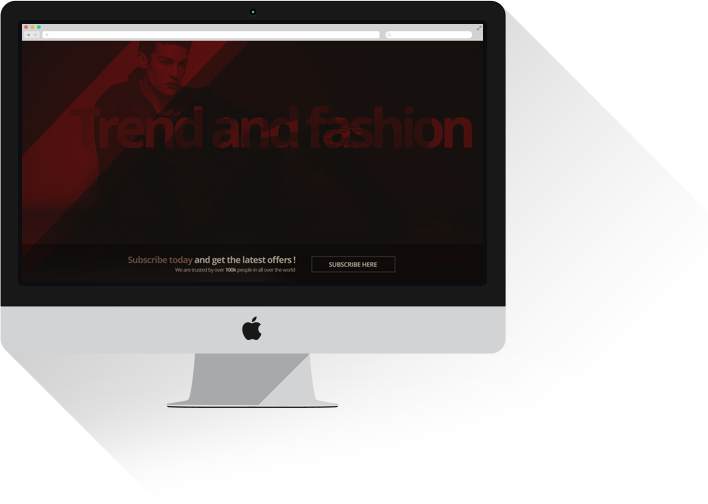 Trend and fashion
Subscribe today and get the latest offers !
We are trusted by over 100k people in all over the world
SUBSCRIBE HERE